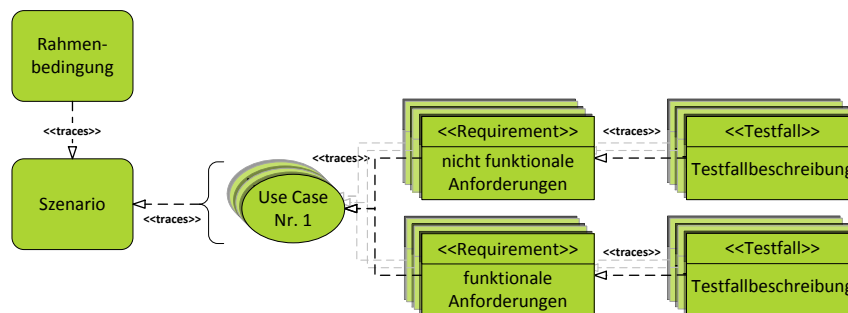 Rahmen-
bedingung
<<traces>>
Szenario
<<traces>>
Use Case
Nr. 1
<<traces>>
<<Requirement>>
nicht funktionale
Anforderungen
<<traces>>
<<Testfall>>
Testfallbeschreibung
<<Requirement>>
funktionale
Anforderungen
<<traces>>
<<Testfall>>
Testfallbeschreibung